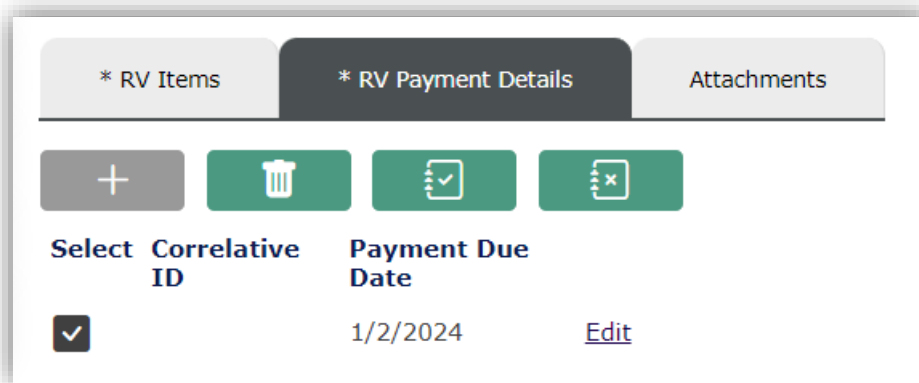 * RV Items * RV Payment Details Attachments
Select Correlative ID Payment Due Date
1/2/2024 Edit